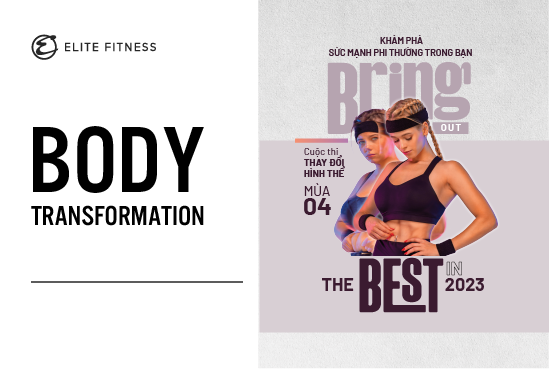 ELITE FITNESS
BODY
TRANSFORMATION
KHÁM PHÁ
SỨC MẠNH PHI THƯỜNG TRONG BẠN
Bring
OUT
Cuộc thi
THAY ĐỔI
HÌNH THỂ
MÙA
04
THE BEST IN
2023